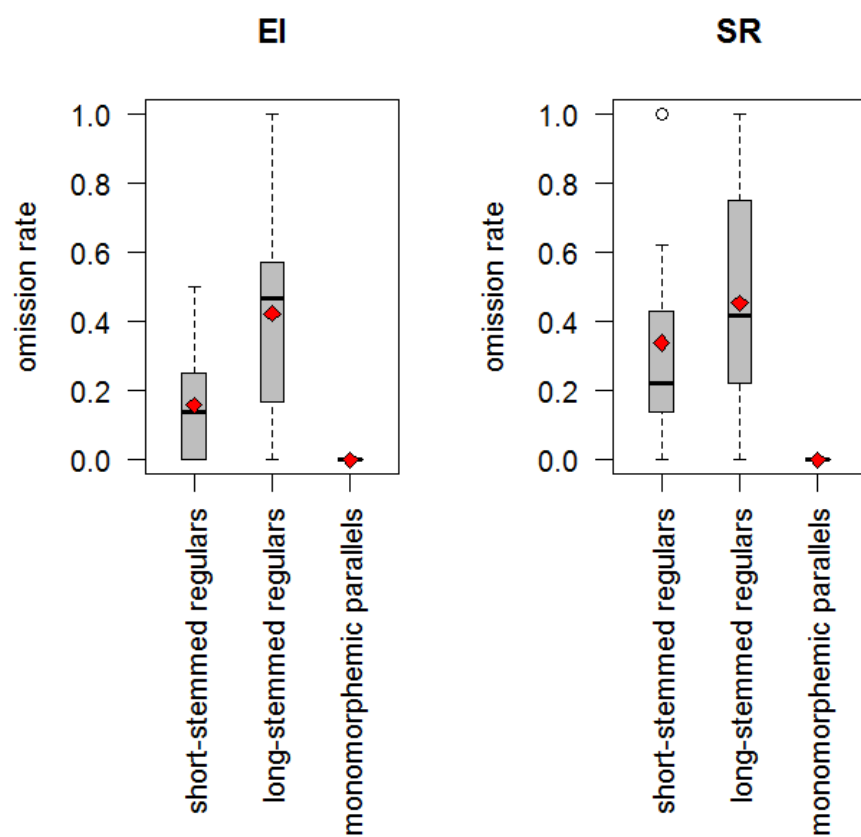 EI
omission rate
1.0
0.8
0.6
0.4
0.2
0.0
short-stemmed regulars
long-stemmed regulars
monomorphemic parallels
SR
omission rate
1.0
0.8
0.6
0.4
0.2
0.0
short-stemmed regulars
long-stemmed regulars
monomorphemic parallels